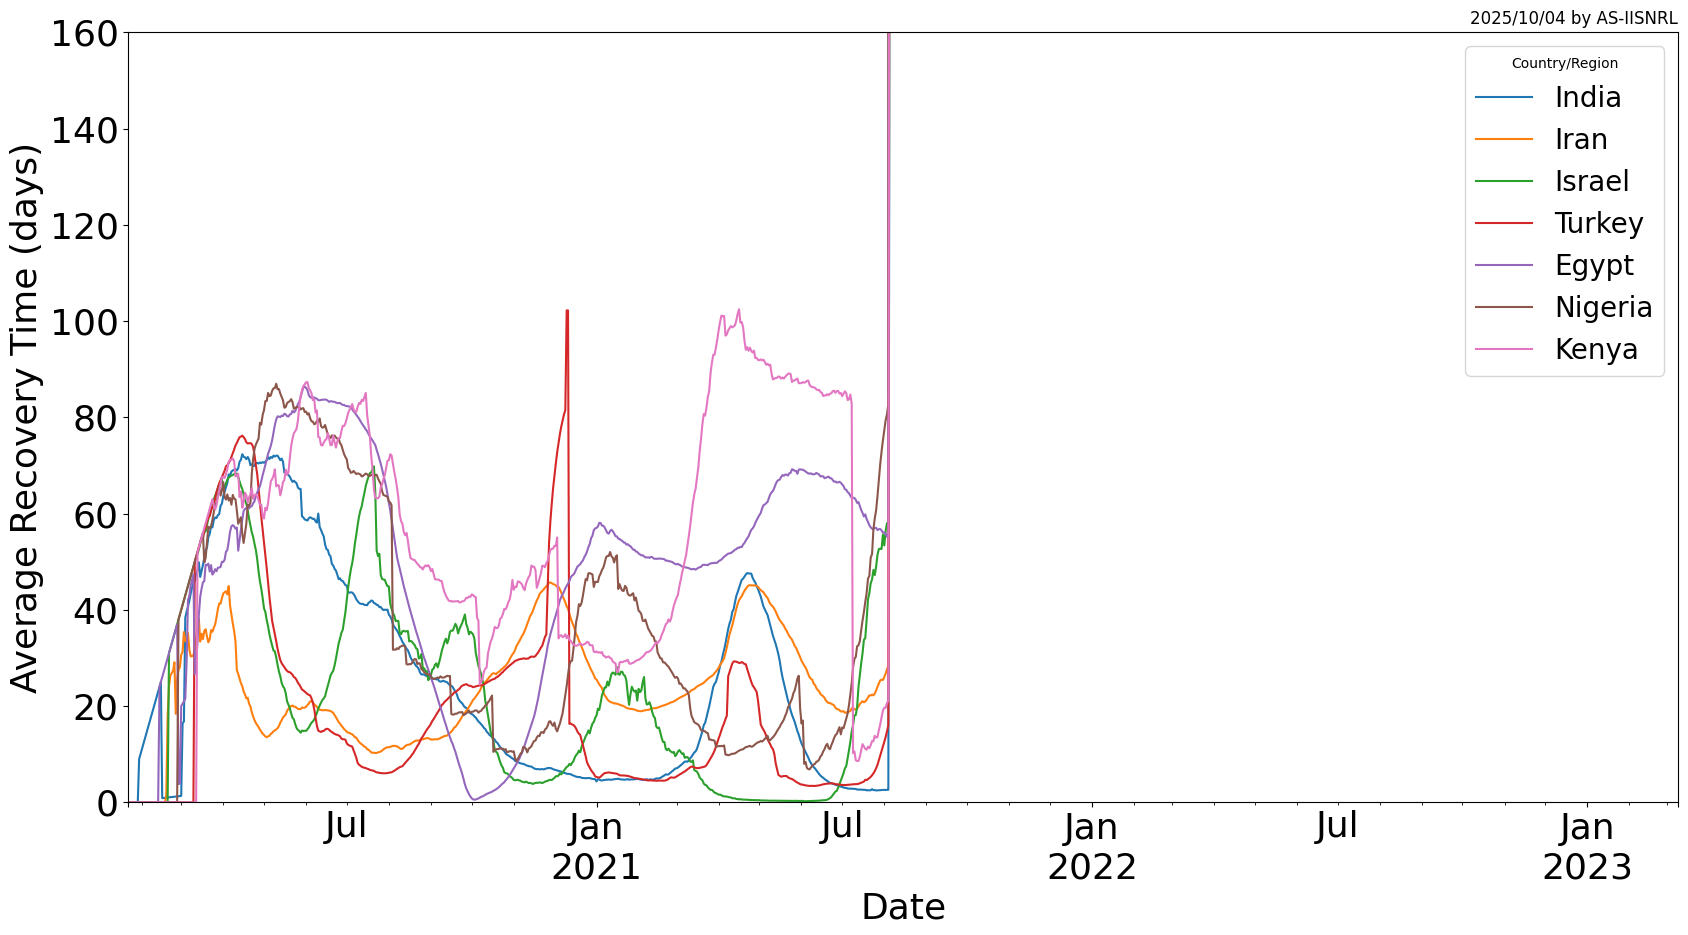 2025/10/04 by AS-IISNRL
160
140
120
100
80
60
40
20
0
Average Recovery Time (days)
Country/Region
India
Iran
Israel
Turkey
Egypt
Nigeria
Kenya
Jul
Jan
2021
Jul
Jan
2022
Jul
Jan
2023
Date